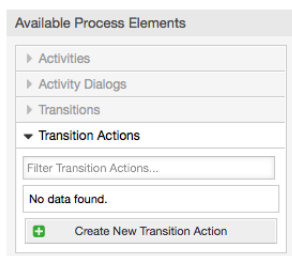 Available Process Elements
Activities
Activity Dialogs
Transitions
Transition Actions
Filter Transition Actions...
No data found.
Create New Transition Action